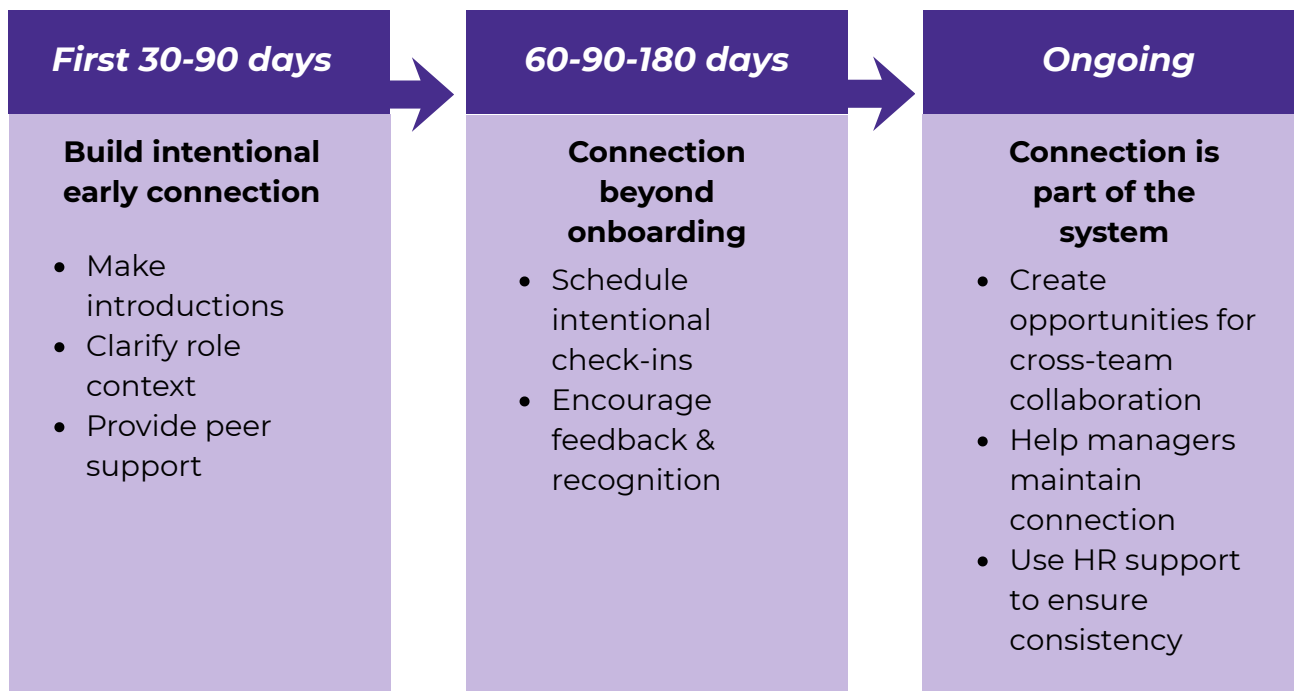 First 30-90 days
Build intentional
early connection
• Make
introductions
• Clarify role
context
• Provide peer
support
60-90-180 days
Connection
beyond
onboarding
• Schedule
intentional
check-ins
• Encourage
feedback &
recognition
Ongoing
Connection is
part of the
system
• Create
opportunities for
cross-team
collaboration
• Help managers
maintain
connection
• Use HR support
to ensure
consistency